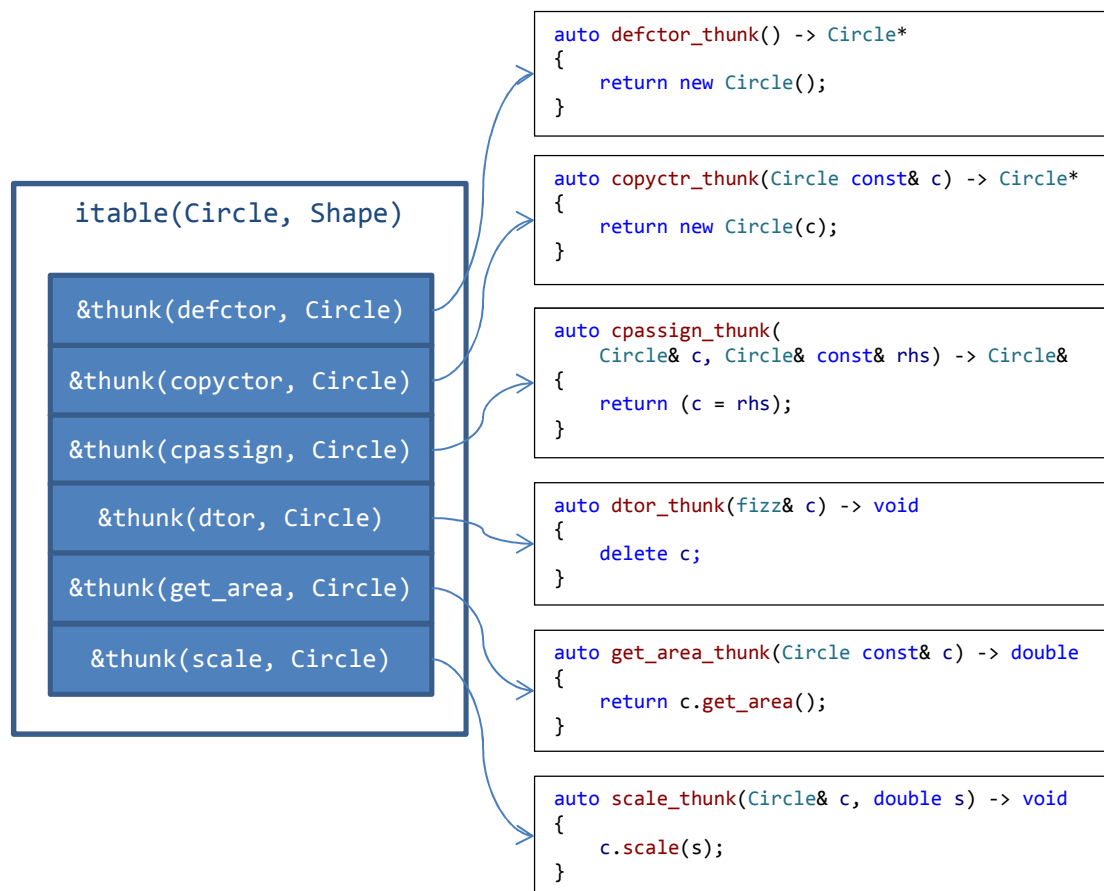 itable(Circle, Shape)
&thunk(defctor, Circle)
&thunk(copyctor, Circle)
&thunk(cpassign, Circle)
&thunk(dtor, Circle)
&thunk(get_area, Circle)
&thunk(scale, Circle)
auto defctor_thunk() -> Circle*
{
    return new Circle();
}
auto copyctr_thunk(Circle const& c) -> Circle*
{
    return new Circle(c);
}
auto cpassign_thunk(
    Circle& c, Circle& const& rhs) -> Circle&
{
    return (c = rhs);
}
auto dtor_thunk(fizz& c) -> void
{
    delete c;
}
auto get_area_thunk(Circle const& c) -> double
{
    return c.get_area();
}
auto scale_thunk(Circle& c, double s) -> void
{
    c.scale(s);
}